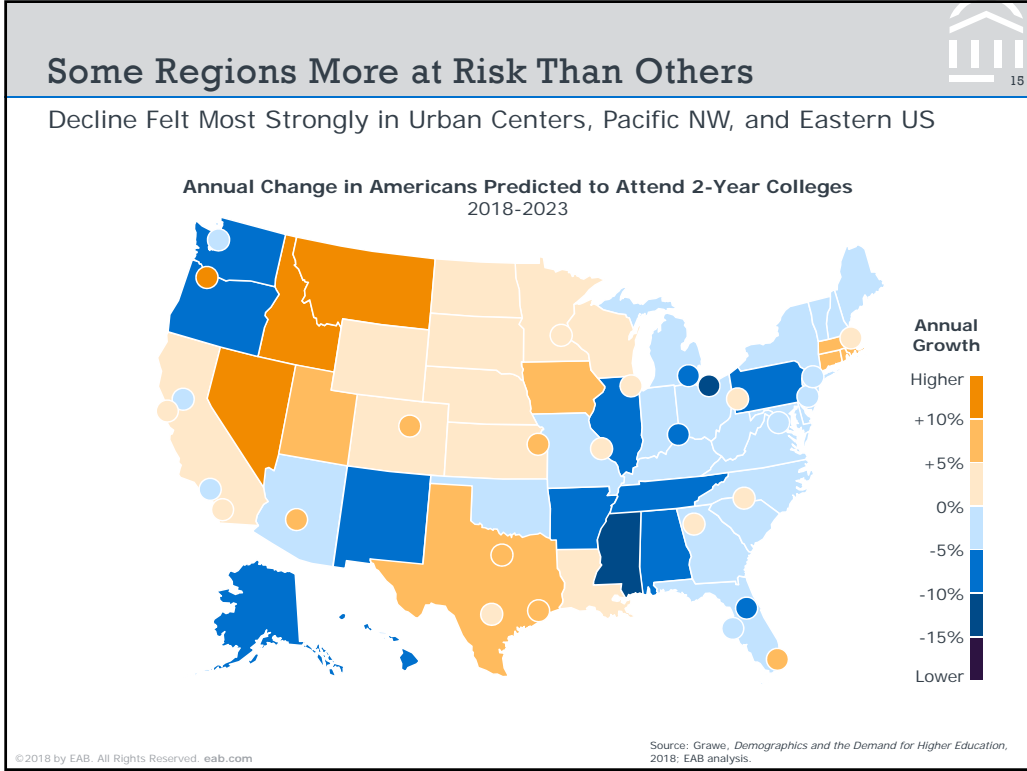 Some Regions More at Risk Than Others
15
Decline Felt Most Strongly in Urban Centers, Pacific NW, and Eastern US
Annual Change in Americans Predicted to Attend 2-Year Colleges
2018-2023
Annual
Growth
Higher
+10%
+5%
0%
-5%
-10%
-15%
Lower
Source: Grawe, Demographics and the Demand for Higher Education,
2018; EAB analysis.
©2018 by EAB. All Rights Reserved. eab.com